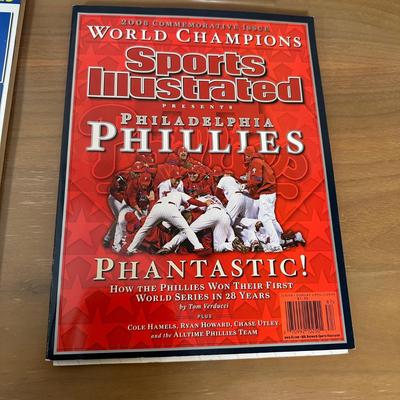 2008 COMMEMORATIVE ISSUE
WORLD CHAMPIONS
Sports
Illustrated
PRESENTS
PHILADELPHIA
PHILLIES
PHANTASTIC!
HOW THE PHILLIES WON THEIR FIRST
WORLD SERIES IN 28 YEARS
by Tom Verducci
PLUS
COLE HAMELS, RYAN HOWARD, CHASE UTLEY
and the ALLTIME PHILLIES TEAM